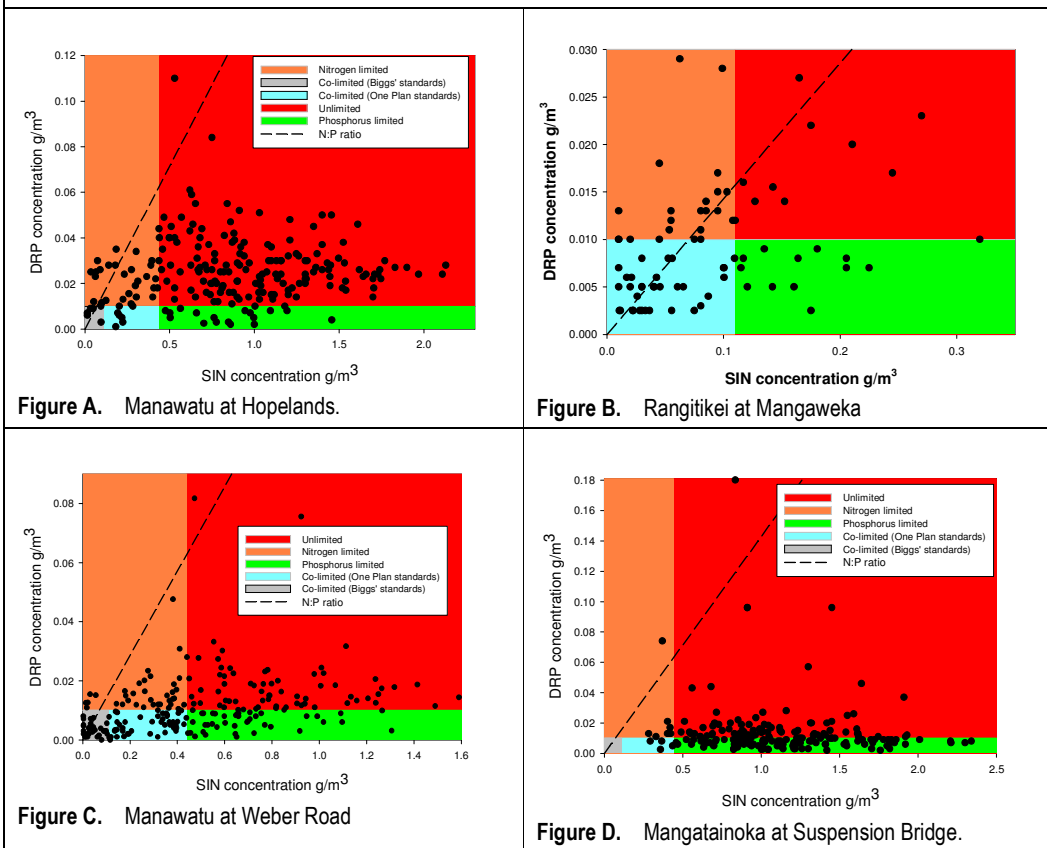 0.12
0.10
0.08
0.06
0.04
0.02
0.00
DRP concentration g/m³
Nitrogen limited
Co-limited (Biggs' standards)
Co-limited (One Plan standards)
Unlimited
Phosphorus limited
N:P ratio
0.0 0.5 1.0 1.5 2.0
SIN concentration g/m³
Figure A. Manawatu at Hopelands.
0.030
0.025
0.020
0.015
0.010
0.005
0.000
DRP concentration g/m³
0.0 0.1 0.2 0.3
SIN concentration g/m³
Figure B. Rangitikei at Mangaweka
0.08
0.06
0.04
0.02
0.00
DRP concentration g/m³
Unlimited
Nitrogen limited
Phosphorus limited
Co-limited (One Plan standards)
Co-limited (Biggs' standards)
N:P ratio
0.0 0.2 0.4 0.6 0.8 1.0 1.2 1.4 1.6
SIN concentration g/m³
Figure C. Manawatu at Weber Road
0.18
0.16
0.14
0.12
0.10
0.08
0.06
0.04
0.02
0.00
DRP concentration g/m³
Unlimited
Nitrogen limited
Phosphorus limited
Co-limited (One Plan standards)
Co-limited (Biggs' standards)
N:P ratio
0.0 0.5 1.0 1.5 2.0 2.5
SIN concentration g/m³
Figure D. Mangatainoka at Suspension Bridge.